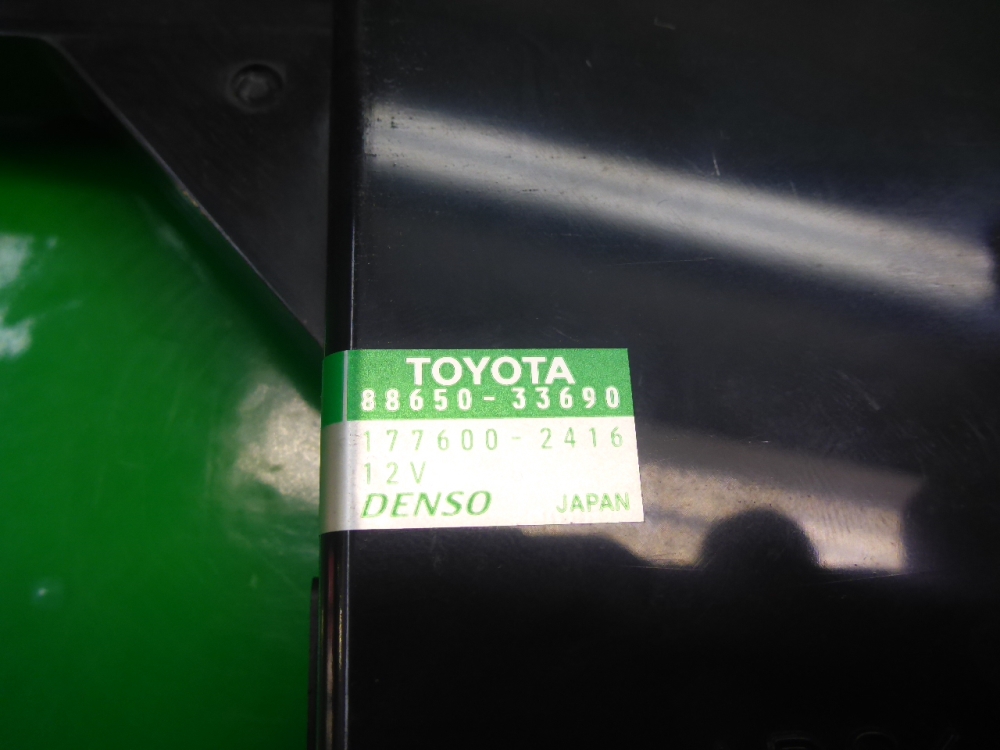 TOYOTA
88650-33690
177600-2416
12V
DENSO JAPAN